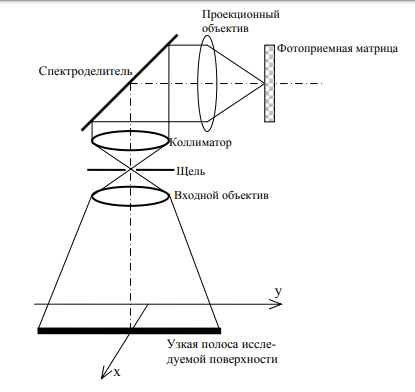 Проекционный
объектив
Фотоприемная матрица
Спектроделитель
Коллиматор
Щель
Входной объектив
y
Узкая полоса иссле-
дуемой поверхности
x